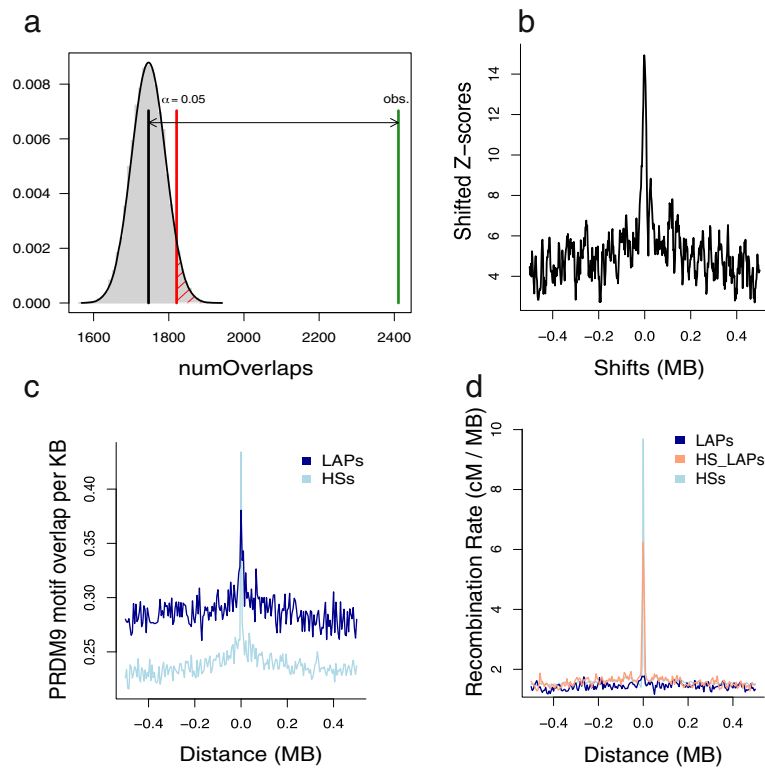 a
0.008
0.006
0.004
0.002
0.000
α = 0.05
obs.
1600 1800 2000 2200 2400
numOverlaps
b
Shifted Z−scores
14
12
10
8
6
4
−0.4 −0.2 0.0 0.2 0.4
Shifts (MB)
c
PRDM9 motif overlap per KB
0.40
0.35
0.30
0.25
LAPs
HSs
−0.4 −0.2 0.0 0.2 0.4
Distance (MB)
d
Recombination Rate (cM / MB)
10
8
6
4
2
LAPs
HS_LAPs
HSs
−0.4 −0.2 0.0 0.2 0.4
Distance (MB)